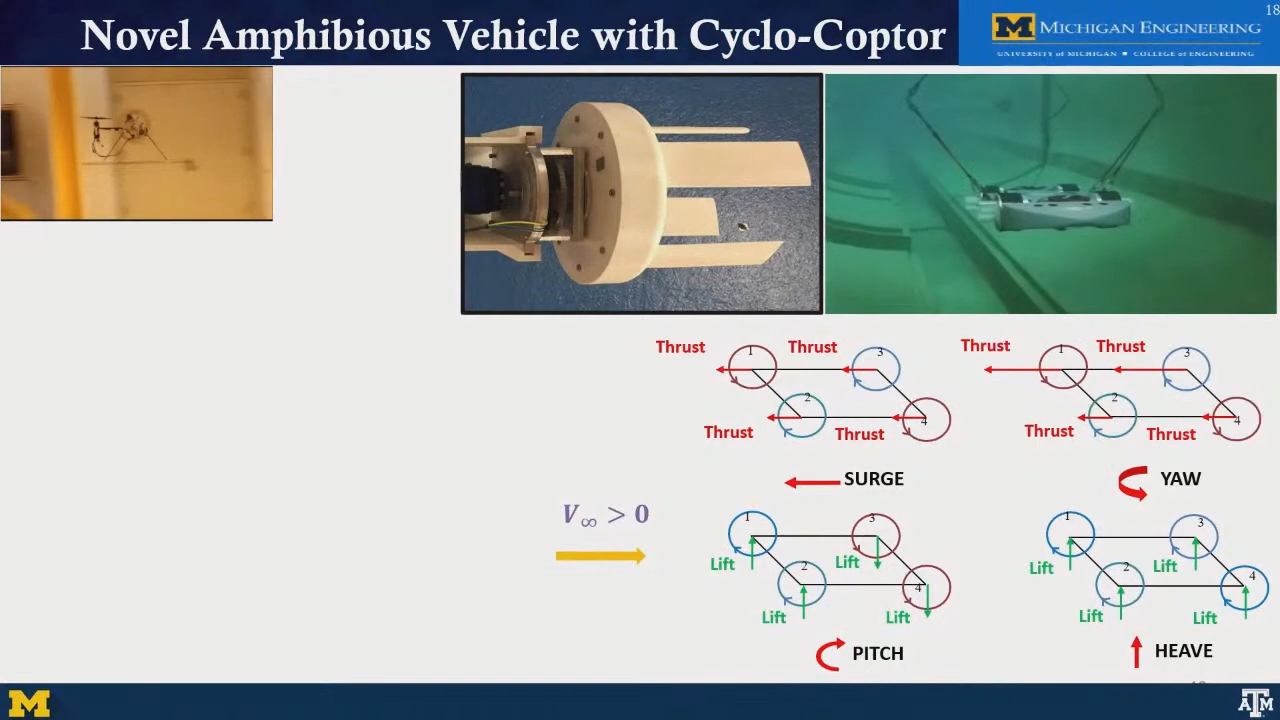 Novel Amphibious Vehicle with Cyclo-Coptor
M MICHIGAN ENGINEERING
UNIVERSITY of MICHIGAN ■ COLLEGE of ENGINEERING
18
Thrust Thrust
1 3
2 4
Thrust Thrust
SURGE
Thrust Thrust
1 3
2 4
Thrust Thrust
YAW
V∞ > 0
1 3
Lift 2 Lift 4
Lift Lift
PITCH
1 3
Lift 2 Lift 4
Lift Lift
HEAVE
M
ATM